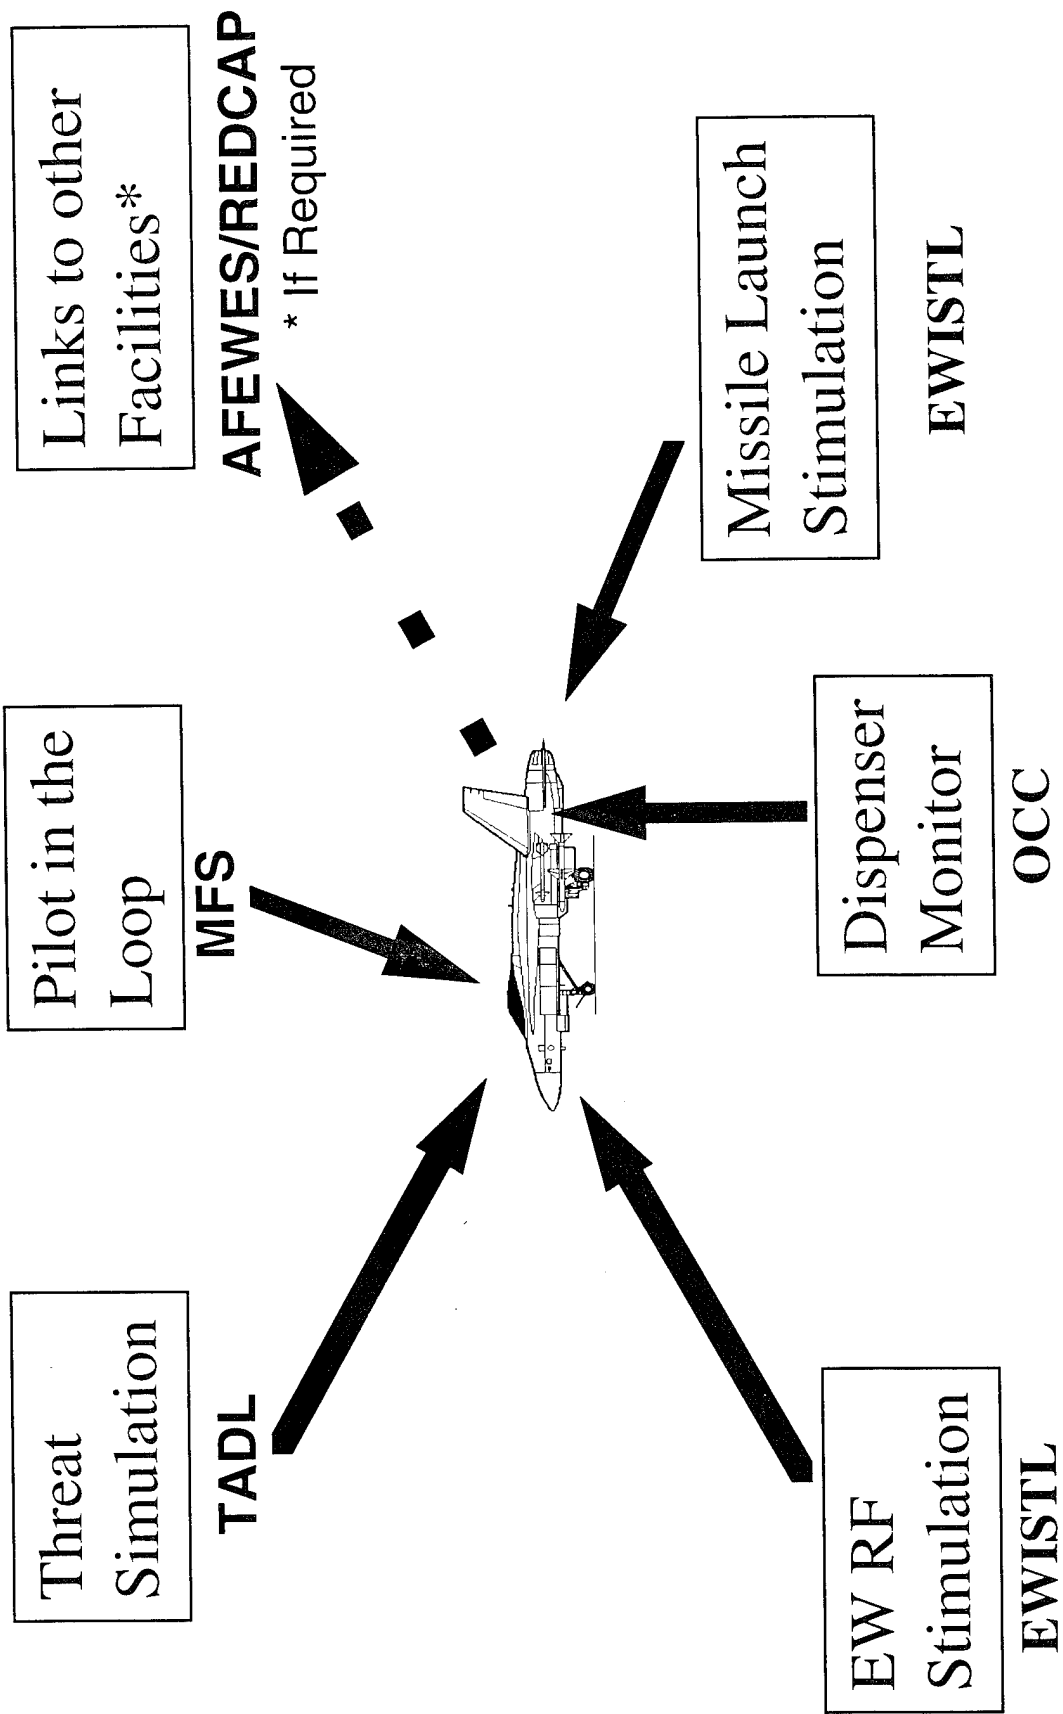 Threat
Simulation
TADL
Pilot in the
Loop
MFS
Links to other
Facilities*
AFEWES/REDCAP
* If Required
EW RF
Stimulation
EWISTL
Dispenser
Monitor
OCC
Missile Launch
Stimulation
EWISTL